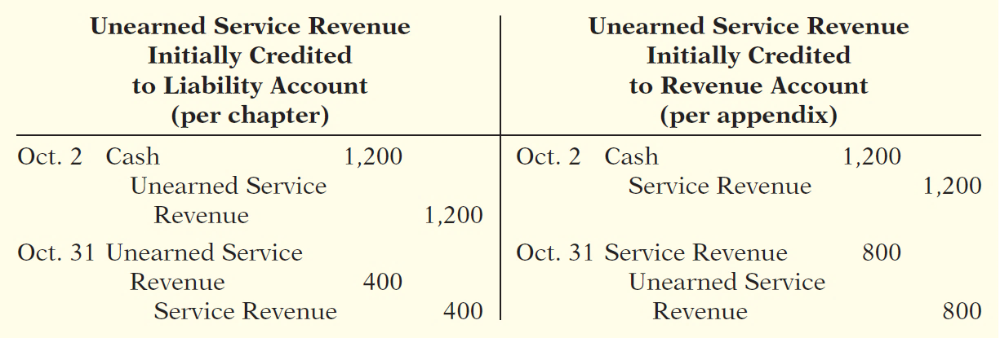 Unearned Service Revenue
Initially Credited
to Liability Account
(per chapter)
Oct. 2 Cash 1,200
Unearned Service
Revenue 1,200
Oct. 31 Unearned Service
Revenue 400
Service Revenue 400
Unearned Service Revenue
Initially Credited
to Revenue Account
(per appendix)
Oct. 2 Cash 1,200
Service Revenue 1,200
Oct. 31 Service Revenue 800
Unearned Service
Revenue 800